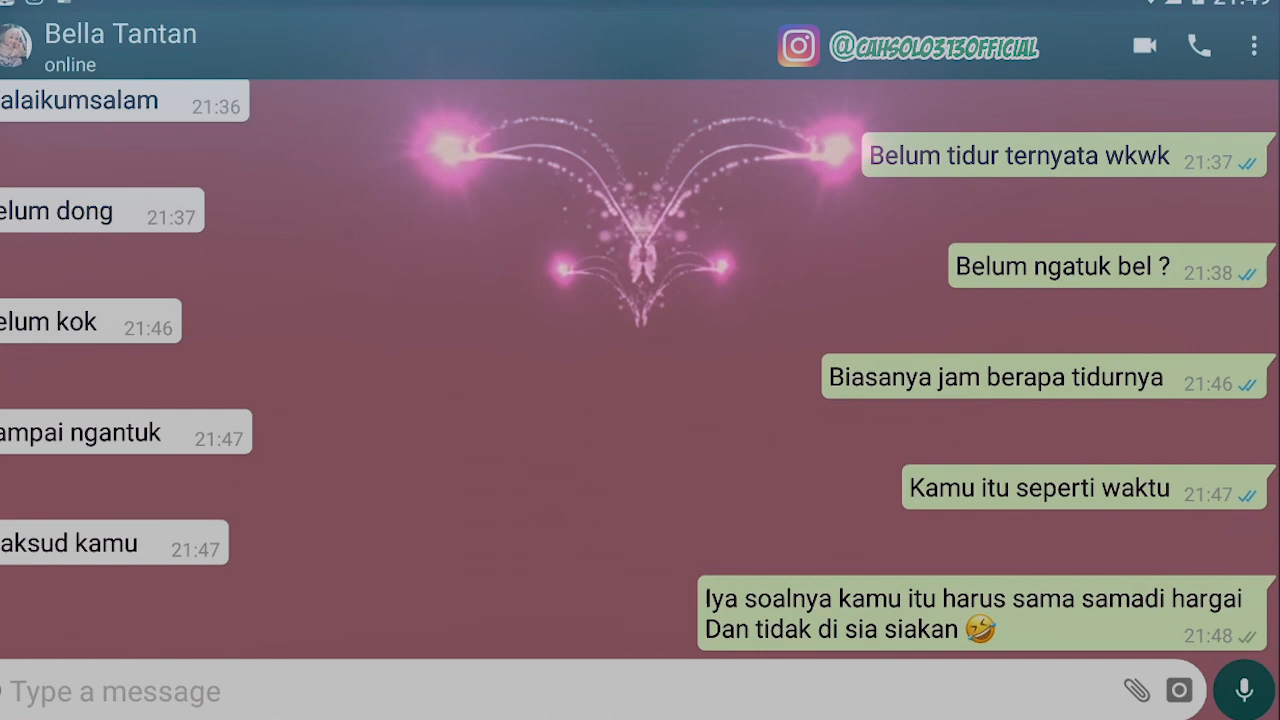 Bella Tantan
online
@CAHSOLO313OFFICIAL
alaikumsalam 21:36
Belum tidur ternyata wkwk 21:37
elum dong 21:37
Belum ngatuk bel ? 21:38
elum kok 21:46
Biasanya jam berapa tidurnya 21:46
ampai ngantuk 21:47
Kamu itu seperti waktu 21:47
aksud kamu 21:47
Iya soalnya kamu itu harus sama samadi hargai
Dan tidak di sia siakan 🤣 21:48
Type a message